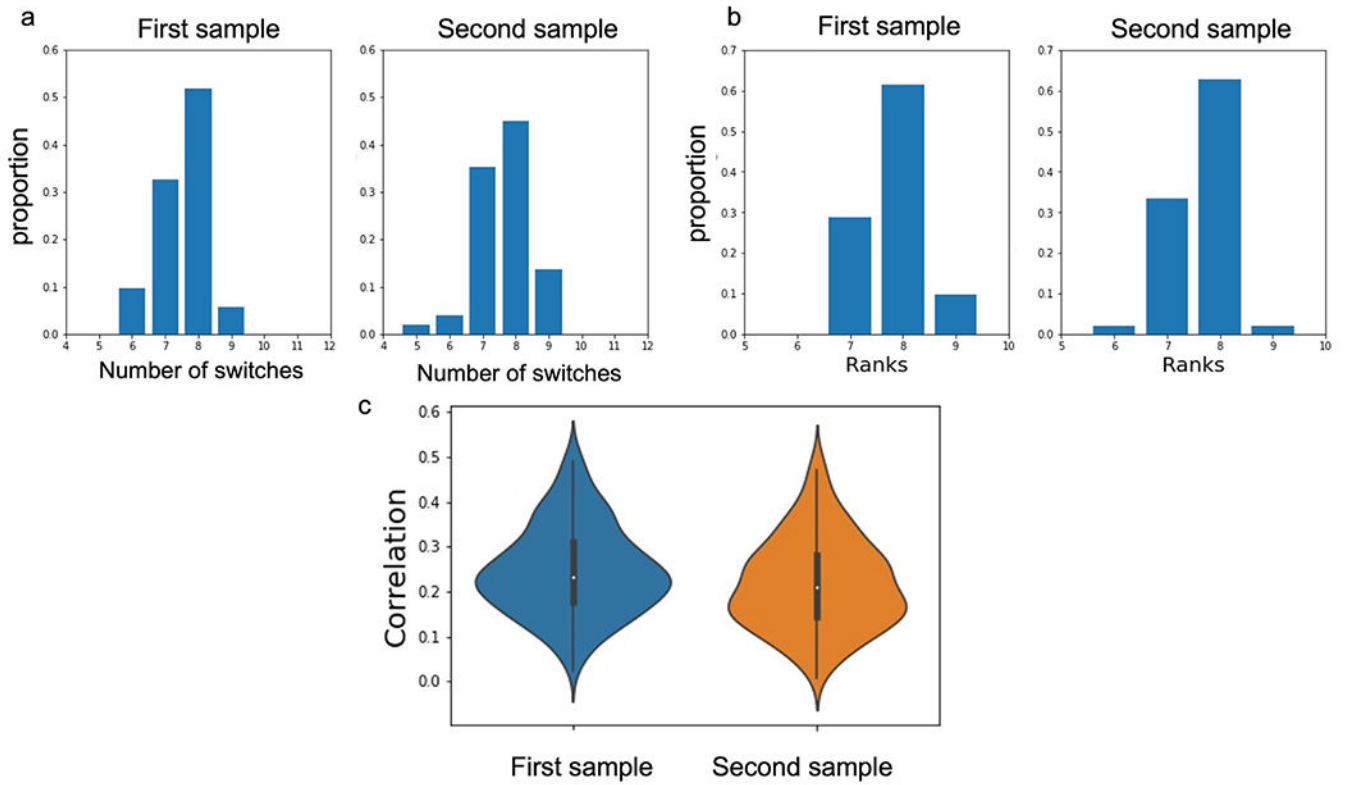 a
First sample
Second sample
proportion
0.6
0.5
0.4
0.3
0.2
0.1
0.0
4 5 6 7 8 9 10 11 12
Number of switches
0.6
0.5
0.4
0.3
0.2
0.1
0.0
4 5 6 7 8 9 10 11 12
Number of switches
b
First sample
Second sample
proportion
0.7
0.6
0.5
0.4
0.3
0.2
0.1
0.0
5 6 7 8 9 10
Ranks
0.7
0.6
0.5
0.4
0.3
0.2
0.1
0.0
5 6 7 8 9 10
Ranks
c
Correlation
0.6
0.5
0.4
0.3
0.2
0.1
0.0
First sample
Second sample